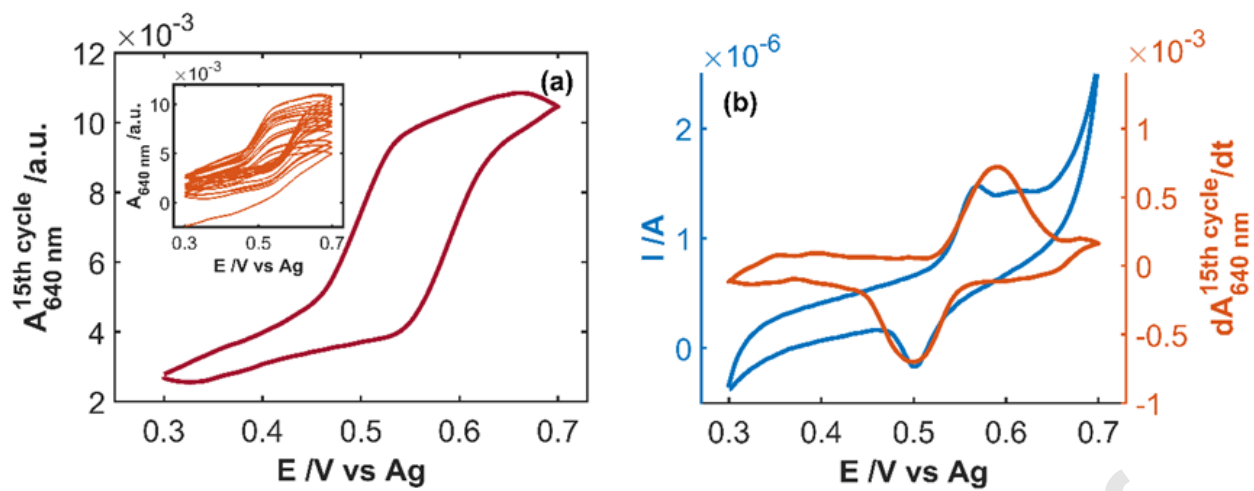 ×10⁻³
12
10
8
6
4
2
A^{15th cycle}_{640 nm} /a.u.
(a)
×10⁻³
10
5
0
A_{640 nm} /a.u.
0.3 0.5 0.7
E /V vs Ag
0.3 0.4 0.5 0.6 0.7
E /V vs Ag
×10⁻⁶
2
1
0
I /A
(b)
×10⁻³
1
0.5
0
-0.5
-1
dA^{15th cycle}_{640 nm}/dt
0.3 0.4 0.5 0.6 0.7
E /V vs Ag